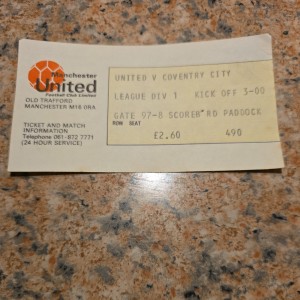 Manchester
United
Football Club Limited
OLD TRAFFORD
MANCHESTER M16 0RA
TICKET AND MATCH
INFORMATION
Telephone 061-872 7771
(24 HOUR SERVICE)
UNITED V COVENTRY CITY
LEAGUE DIV 1 KICK OFF 3-00
GATE 97-8 SCOREB'RD PADDOCK
ROW SEAT
£2.60 490